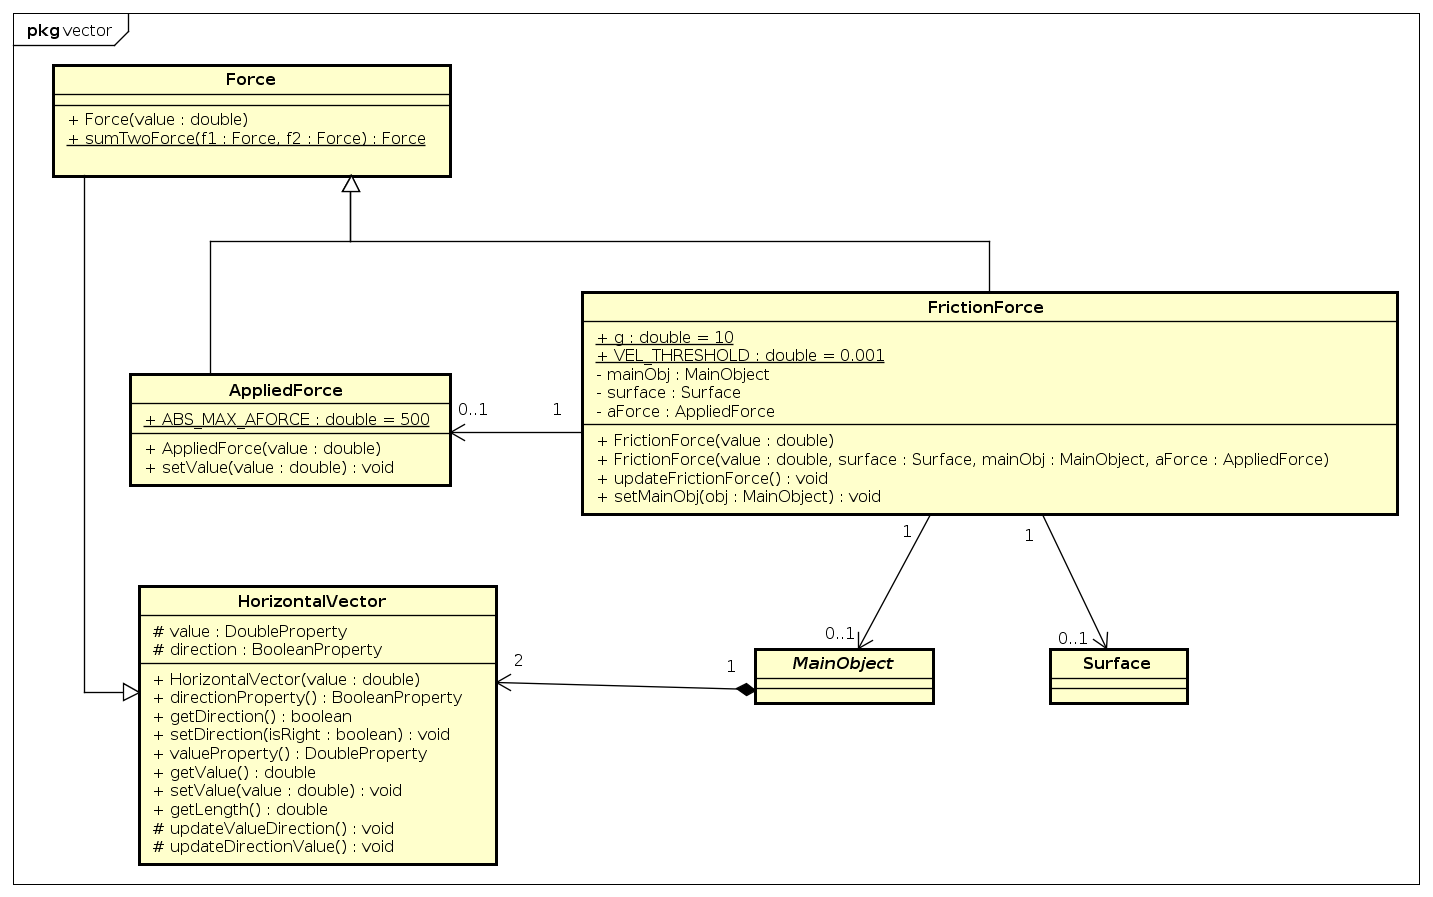 pkg vector
Force
+ Force(value : double)
+ sumTwoForce(f1 : Force, f2 : Force) : Force
FrictionForce
+ g : double = 10
+ VEL_THRESHOLD : double = 0.001
- mainObj : MainObject
- surface : Surface
- aForce : AppliedForce
+ FrictionForce(value : double)
+ FrictionForce(value : double, surface : Surface, mainObj : MainObject, aForce : AppliedForce)
+ updateFrictionForce() : void
+ setMainObj(obj : MainObject) : void
AppliedForce
+ ABS_MAX_AFORCE : double = 500
+ AppliedForce(value : double)
+ setValue(value : double) : void
0..1 1
1 1
0..1 0..1
HorizontalVector
# value : DoubleProperty
# direction : BooleanProperty
+ HorizontalVector(value : double)
+ directionProperty() : BooleanProperty
+ getDirection() : boolean
+ setDirection(isRight : boolean) : void
+ valueProperty() : DoubleProperty
+ getValue() : double
+ setValue(value : double) : void
+ getLength() : double
# updateValueDirection() : void
# updateDirectionValue() : void
2 1
MainObject
Surface